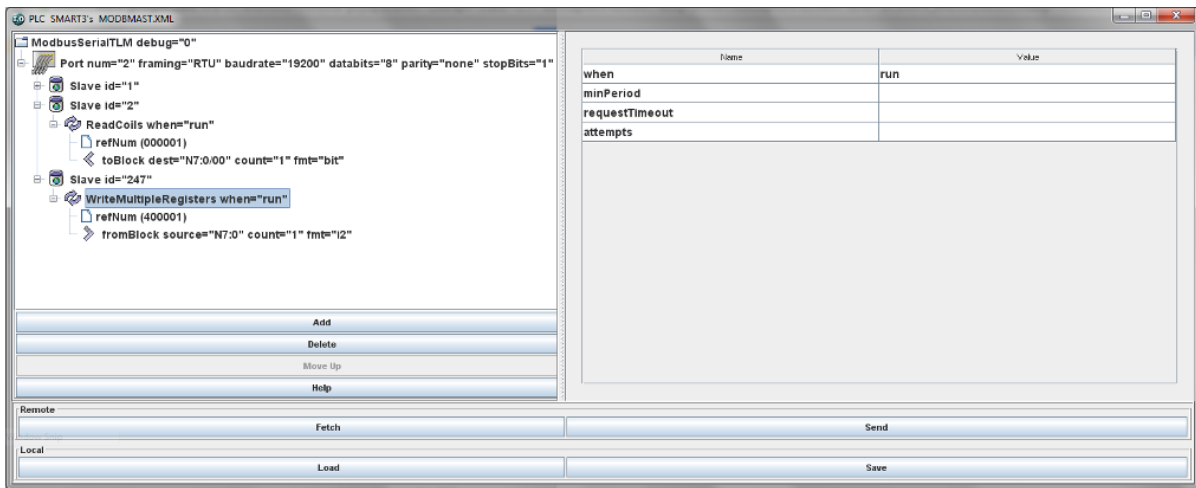 PLC SMART3's MODBMAST.XML
ModbusSerialTLM debug="0"
Port num="2" framing="RTU" baudrate="19200" databits="8" parity="none" stopBits="1"
Slave id="1"
Slave id="2"
ReadCoils when="run"
refNum (000001)
toBlock dest="N7:0/00" count="1" fmt="bit"
Slave id="247"
WriteMultipleRegisters when="run"
refNum (400001)
fromBlock source="N7:0" count="1" fmt="i2"
Add
Delete
Move Up
Help
Name Value
when run
minPeriod
requestTimeout
attempts
Remote
Fetch Send
Local
Load Save